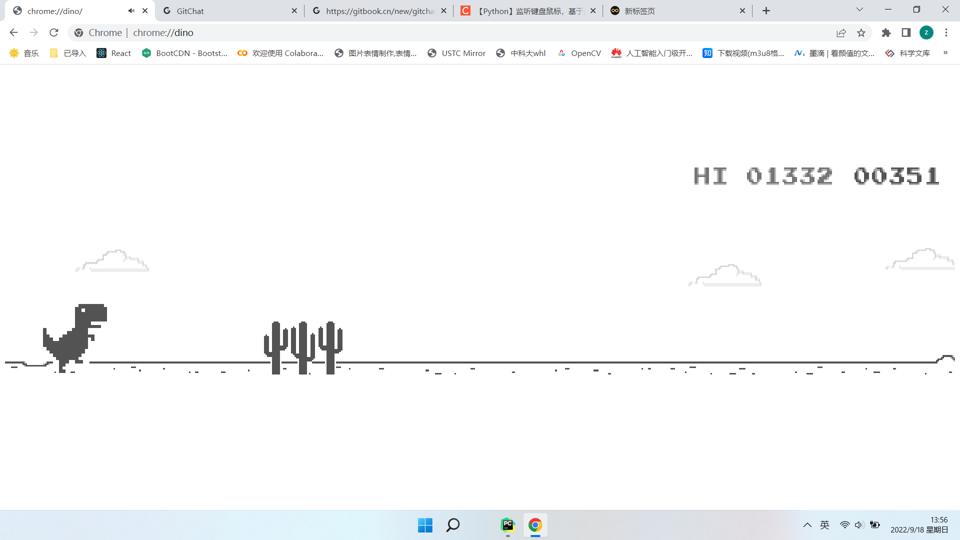 chrome://dino/
GitChat
https://gitbook.cn/new/gitcha
【Python】监听键盘鼠标，基于
新标签页
Chrome | chrome://dino
音乐
已导入
React
BootCDN - Bootst...
欢迎使用 Colabora...
图片表情制作,表情...
USTC Mirror
中科大whl
OpenCV
人工智能入门级开...
下载视频(m3u8格...
墨滴 | 看颜值的文...
科学文库
»
HI 01332 00351
英
13:56
2022/9/18 星期日